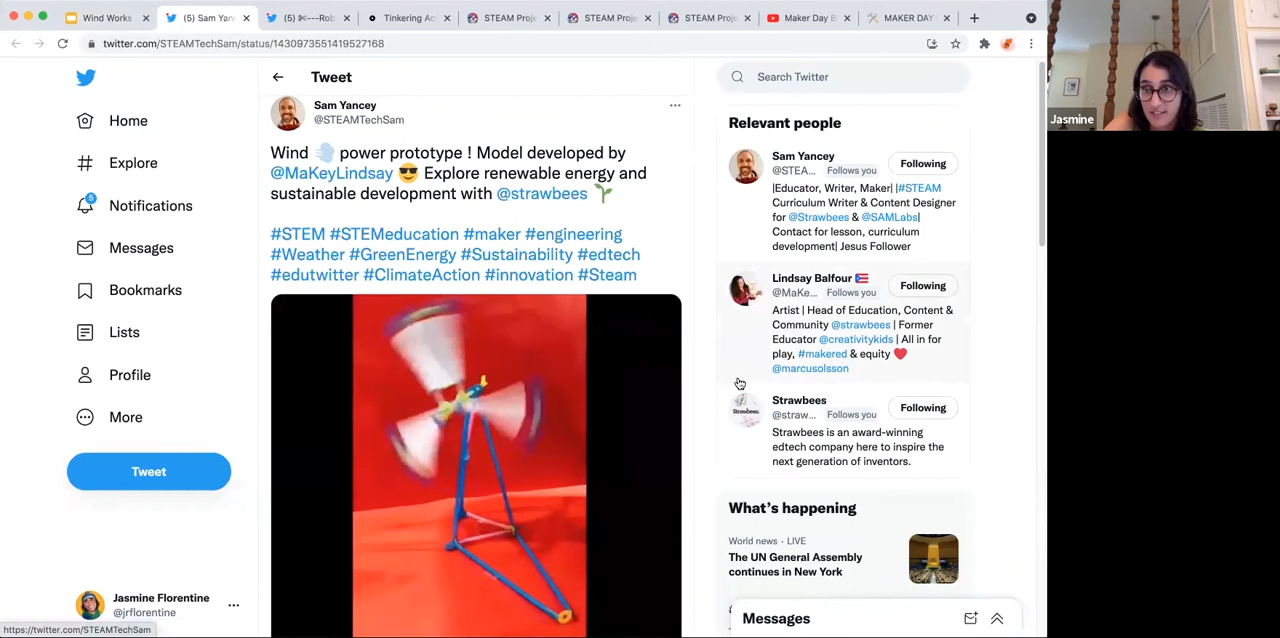 Wind Works
(5) Sam Yan
(5) ✂---Rob
Tinkering Ac
STEAM Proje
STEAM Proje
STEAM Proje
Maker Day B
MAKER DAY
twitter.com/STEAMTechSam/status/1430973551419527168
Tweet
Search Twitter
Home
Explore
5
Notifications
Messages
Bookmarks
Lists
Profile
More
Tweet
Jasmine Florentine
@jrflorentine
https://twitter.com/STEAMTechSam
Sam Yancey
@STEAMTechSam
Wind 💨 power prototype ! Model developed by
@MaKeyLindsay 😎 Explore renewable energy and
sustainable development with @strawbees 🌱
#STEM #STEMeducation #maker #engineering
#Weather #GreenEnergy #Sustainability #edtech
#edutwitter #ClimateAction #innovation #Steam
Relevant people
Sam Yancey
@STEA... Follows you
Following
|Educator, Writer, Maker| |#STEAM
Curriculum Writer & Content Designer
for @Strawbees & @SAMLabs|
Contact for lesson, curriculum
development| Jesus Follower
Lindsay Balfour 🇵🇷
@MaKe... Follows you
Following
Artist | Head of Education, Content &
Community @strawbees | Former
Educator @creativitykids | All in for
play, #makered & equity ❤️
@marcusolsson
Strawbees
@straw... Follows you
Following
Strawbees.
Strawbees is an award-winning
edtech company here to inspire the
next generation of inventors.
What's happening
World news · LIVE
The UN General Assembly
continues in New York
Messages
Jasmine